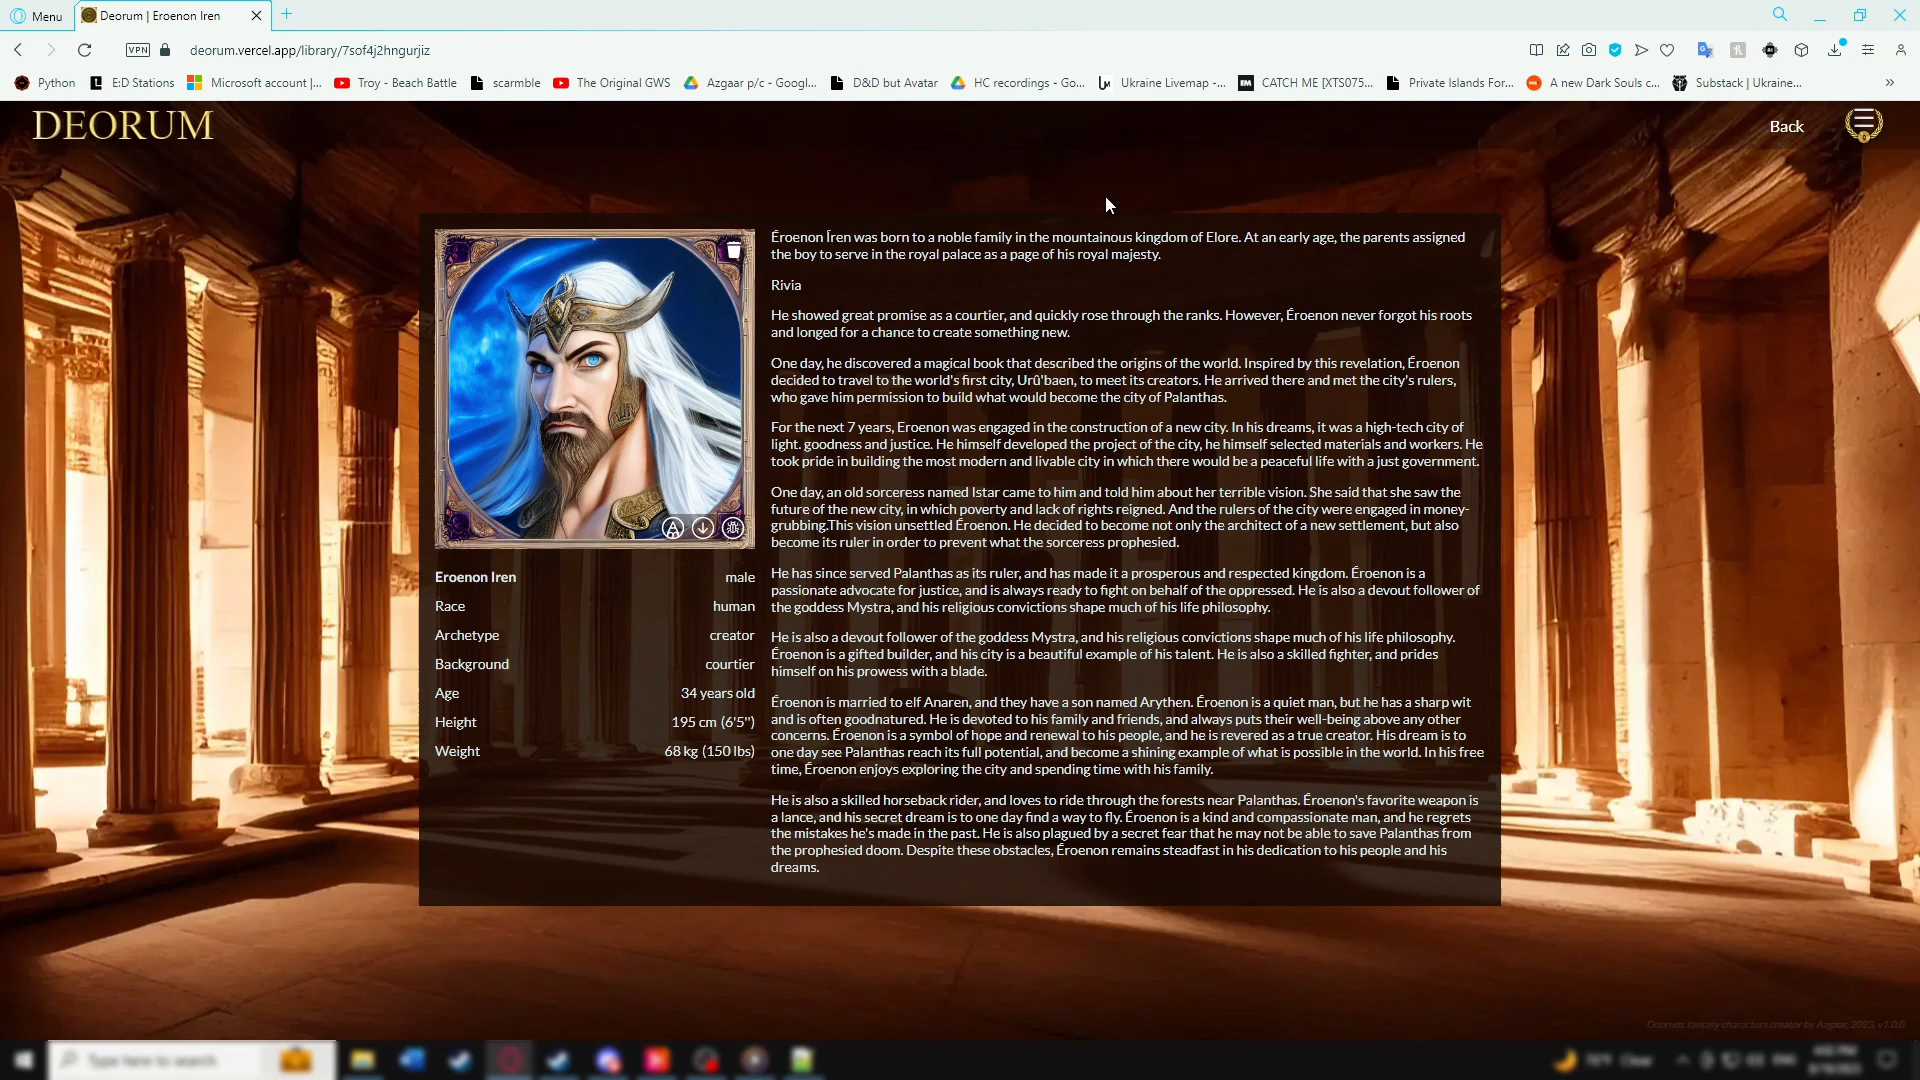 Menu
Deorum | Eroenon Iren
VPN
deorum.vercel.app/library/7sof4j2hngurjiz
Python
E:D Stations
Microsoft account |...
Troy - Beach Battle
scarmble
The Original GWS
Azgaar p/c - Googl...
D&D but Avatar
HC recordings - Go...
Ukraine Livemap -...
CATCH ME [XTS075...
Private Islands For...
A new Dark Souls c...
Substack | Ukraine...
DEORUM
Back
Éroenon Íren was born to a noble family in the mountainous kingdom of Elore. At an early age, the parents assigned
the boy to serve in the royal palace as a page of his royal majesty.
Rivia
He showed great promise as a courtier, and quickly rose through the ranks. However, Éroenon never forgot his roots
and longed for a chance to create something new.
One day, he discovered a magical book that described the origins of the world. Inspired by this revelation, Éroenon
decided to travel to the world's first city, Urû'baen, to meet its creators. He arrived there and met the city's rulers,
who gave him permission to build what would become the city of Palanthas.
For the next 7 years, Eroenon was engaged in the construction of a new city. In his dreams, it was a high-tech city of
light. goodness and justice. He himself developed the project of the city, he himself selected materials and workers. He
took pride in building the most modern and livable city in which there would be a peaceful life with a just government.
One day, an old sorceress named Istar came to him and told him about her terrible vision. She said that she saw the
future of the new city, in which poverty and lack of rights reigned. And the rulers of the city were engaged in money-
grubbing.This vision unsettled Éroenon. He decided to become not only the architect of a new settlement, but also
become its ruler in order to prevent what the sorceress prophesied.
He has since served Palanthas as its ruler, and has made it a prosperous and respected kingdom. Éroenon is a
passionate advocate for justice, and is always ready to fight on behalf of the oppressed. He is also a devout follower of
the goddess Mystra, and his religious convictions shape much of his life philosophy.
He is also a devout follower of the goddess Mystra, and his religious convictions shape much of his life philosophy.
Éroenon is a gifted builder, and his city is a beautiful example of his talent. He is also a skilled fighter, and prides
himself on his prowess with a blade.
Éroenon is married to elf Anaren, and they have a son named Arythen. Éroenon is a quiet man, but he has a sharp wit
and is often goodnatured. He is devoted to his family and friends, and always puts their well-being above any other
concerns. Éroenon is a symbol of hope and renewal to his people, and he is revered as a true creator. His dream is to
one day see Palanthas reach its full potential, and become a shining example of what is possible in the world. In his free
time, Éroenon enjoys exploring the city and spending time with his family.
He is also a skilled horseback rider, and loves to ride through the forests near Palanthas. Éroenon's favorite weapon is
a lance, and his secret dream is to one day find a way to fly. Éroenon is a kind and compassionate man, and he regrets
the mistakes he's made in the past. He is also plagued by a secret fear that he may not be able to save Palanthas from
the prophesied doom. Despite these obstacles, Éroenon remains steadfast in his dedication to his people and his
dreams.
Eroenon Iren male
Race human
Archetype creator
Background courtier
Age 34 years old
Height 195 cm (6'5")
Weight 68 kg (150 lbs)
Deorum: fantasy characters creator by Azgaar, 2023. v1.0.0
Type here to search
Clear